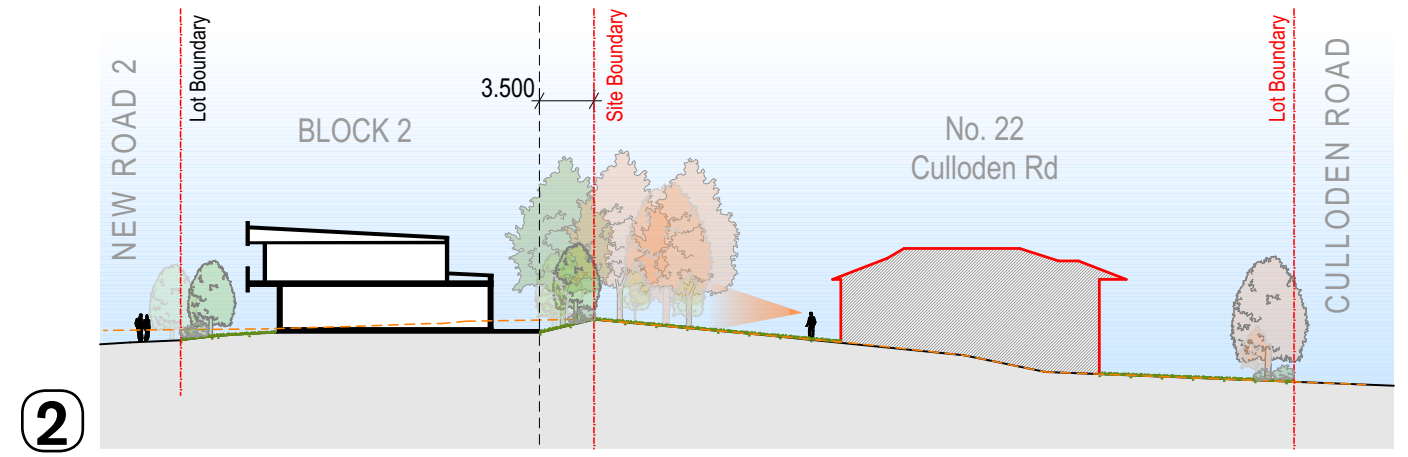 NEW ROAD 2
Lot Boundary
BLOCK 2
3.500
Site Boundary
No. 22
Culloden Rd
Lot Boundary
CULLODEN ROAD
2